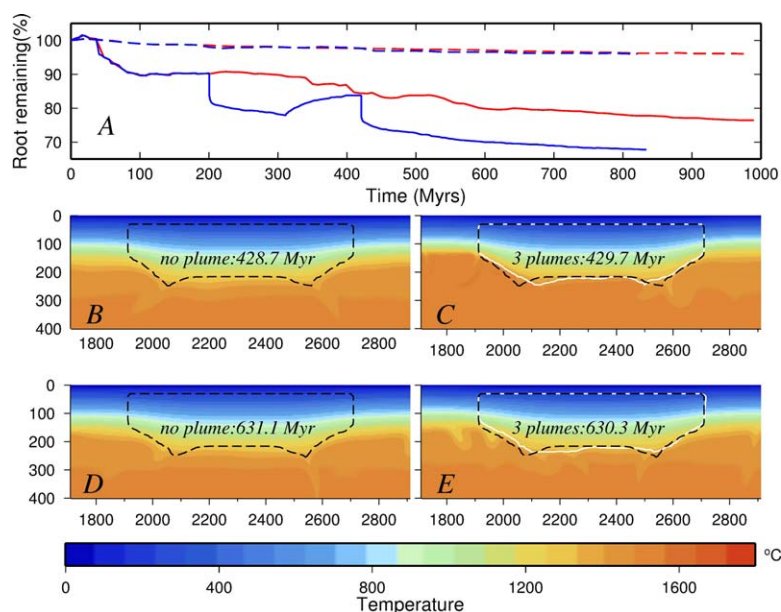 100
90
80
70
Root remaining(%)
A
0 100 200 300 400 500 600 700 800 900 1000
Time (Myrs)
0
100
200
300
400
no plume:428.7 Myr
B
1800 2000 2200 2400 2600 2800
3 plumes:429.7 Myr
C
1800 2000 2200 2400 2600 2800
0
100
200
300
400
no plume:631.1 Myr
D
1800 2000 2200 2400 2600 2800
3 plumes:630.3 Myr
E
1800 2000 2200 2400 2600 2800
ºC
0 400 800 1200 1600
Temperature